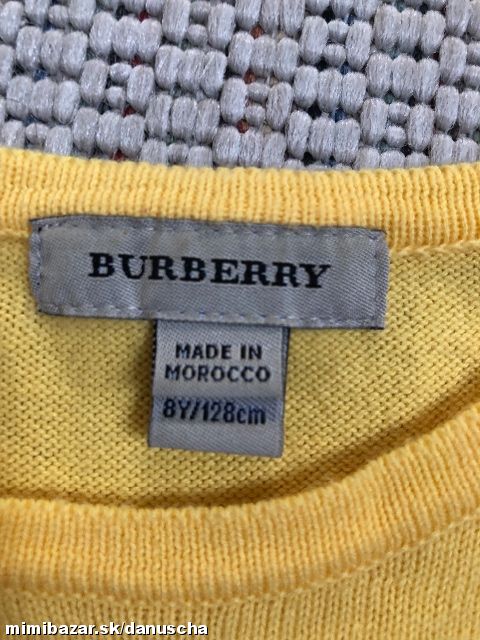 BURBERRY
MADE IN
MOROCCO
8Y/128cm
mimibazar.sk/danuscha